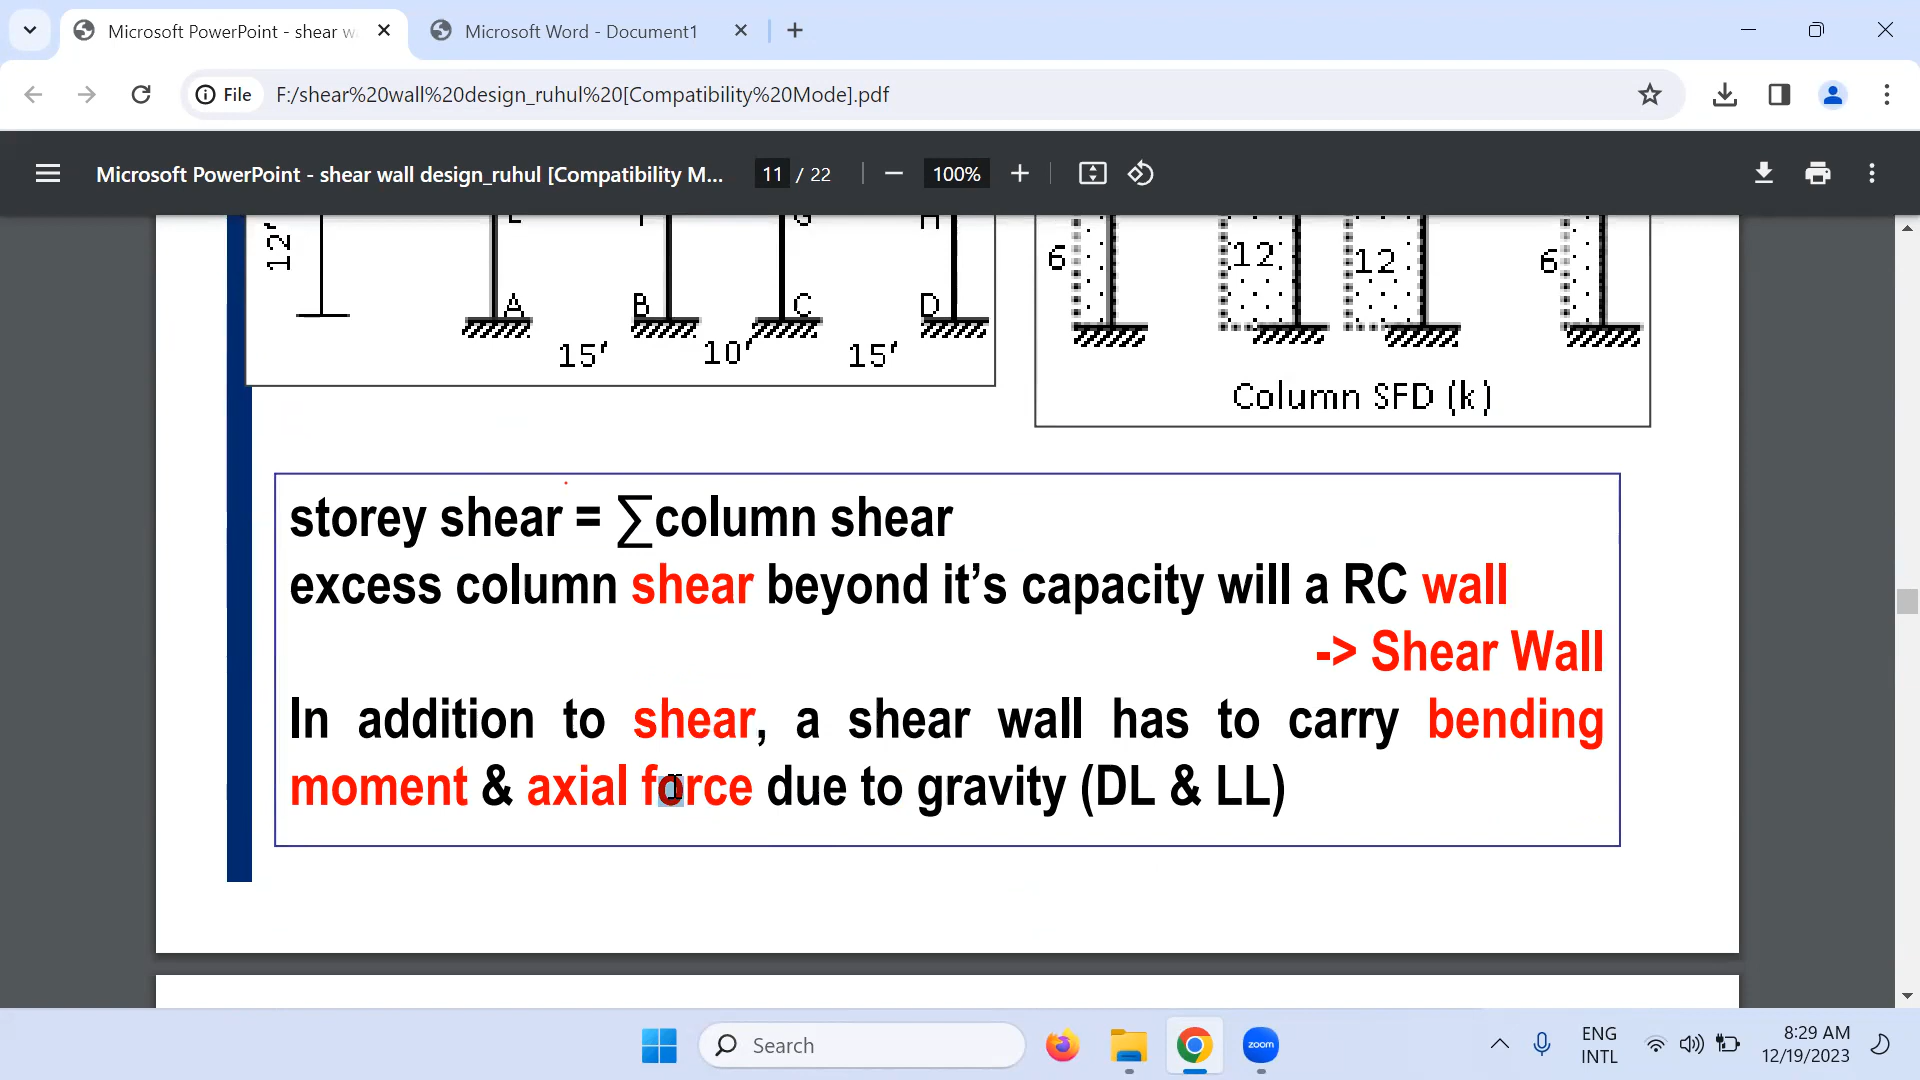 Microsoft PowerPoint - shear w
Microsoft Word - Document1
File
F:/shear%20wall%20design_ruhul%20[Compatibility%20Mode].pdf
Microsoft PowerPoint - shear wall design_ruhul [Compatibility M...
11 / 22
100%
12'
A
B
C
D
15'
10'
15'
6
12
12
6
Column SFD (k)
storey shear = ∑column shear
excess column shear beyond it’s capacity will a RC wall
-> Shear Wall
In addition to shear, a shear wall has to carry bending
moment & axial force due to gravity (DL & LL)
Search
zoom
ENG
INTL
8:29 AM
12/19/2023